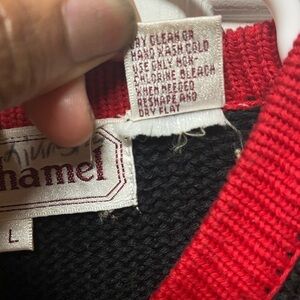 DRY CLEAN OR
HAND WASH COLD
USE ONLY NON-
CHLORINE BLEACH
WHEN NEEDED
RESHAPE AND
DRY FLAT
hamel
L